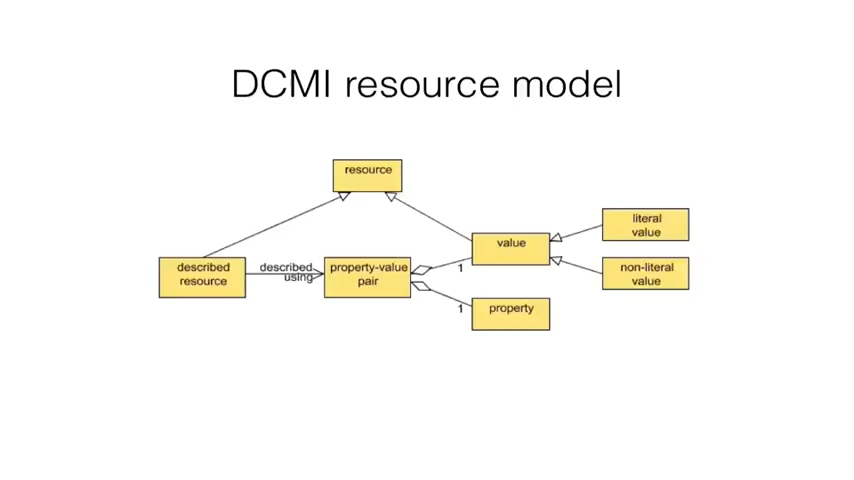 DCMI resource model
resource
literal
value
value
described
resource
described
using
property-value
pair
1
non-literal
value
1
property